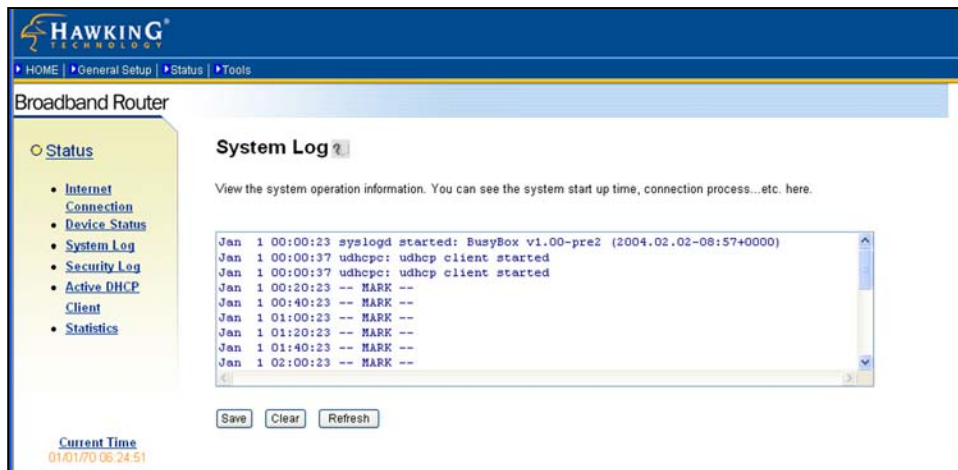 HAWKING®
TECHNOLOGY
HOME | General Setup | Status | Tools
Broadband Router
Status
Internet
Connection
Device Status
System Log
Security Log
Active DHCP
Client
Statistics
Current Time
01/01/70 06:24:51
System Log ?
View the system operation information. You can see the system start up time, connection process...etc. here.
Jan 1 00:00:23 syslogd started: BusyBox v1.00-pre2 (2004.02.02-08:57+0000)
Jan 1 00:00:37 udhcpc: udhcp client started
Jan 1 00:00:37 udhcpc: udhcp client started
Jan 1 00:20:23 -- MARK --
Jan 1 00:40:23 -- MARK --
Jan 1 01:00:23 -- MARK --
Jan 1 01:20:23 -- MARK --
Jan 1 01:40:23 -- MARK --
Jan 1 02:00:23 -- MARK --
Save Clear Refresh